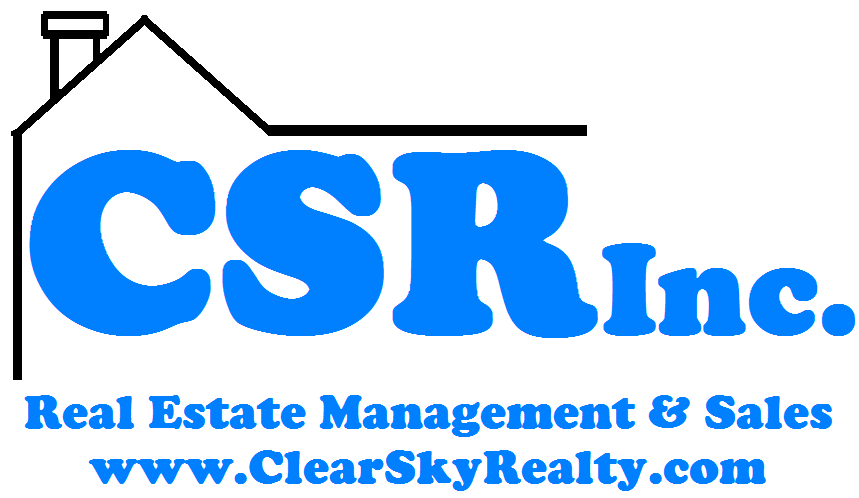 CSR Inc.
Real Estate Management & Sales
www.ClearSkyRealty.com